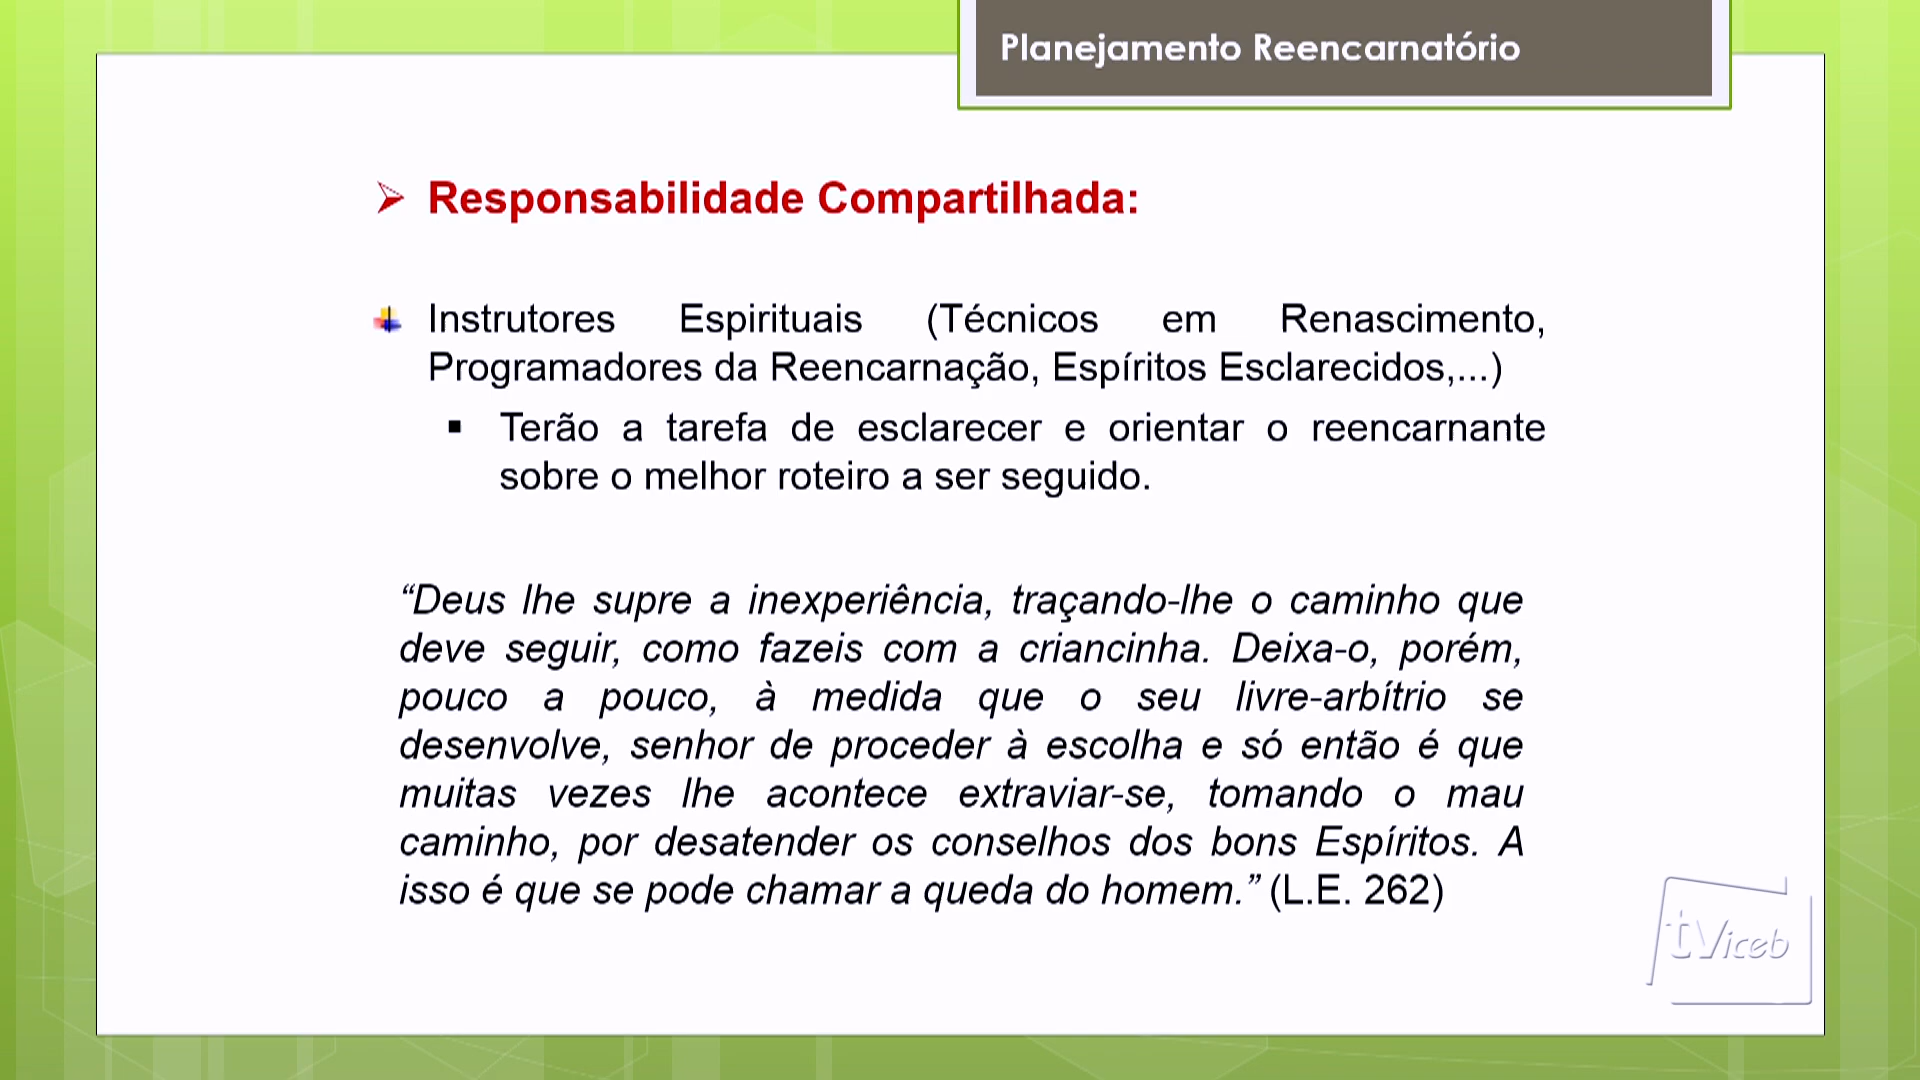 Planejamento Reencarnatório
Responsabilidade Compartilhada:
Instrutores Espirituais (Técnicos em Renascimento,
Programadores da Reencarnação, Espíritos Esclarecidos,...)
Terão a tarefa de esclarecer e orientar o reencarnante
sobre o melhor roteiro a ser seguido.
“Deus lhe supre a inexperiência, traçando-lhe o caminho que
deve seguir, como fazeis com a criancinha. Deixa-o, porém,
pouco a pouco, à medida que o seu livre-arbítrio se
desenvolve, senhor de proceder à escolha e só então é que
muitas vezes lhe acontece extraviar-se, tomando o mau
caminho, por desatender os conselhos dos bons Espíritos. A
isso é que se pode chamar a queda do homem.” (L.E. 262)
tViceb